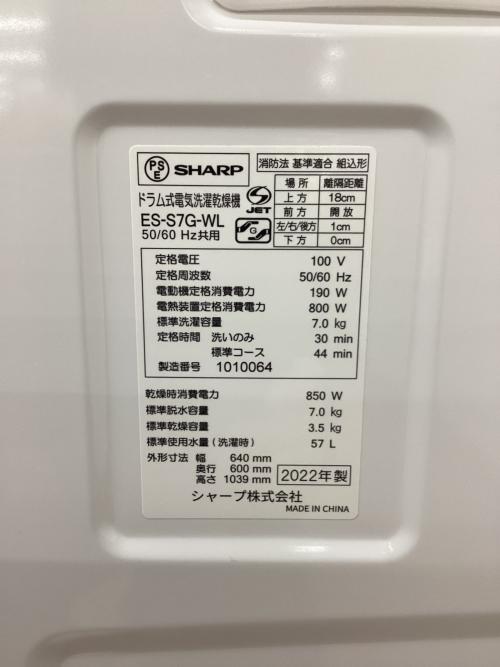 PSE SHARP
ドラム式電気洗濯乾燥機
ES-S7G-WL
50/60 Hz共用
JET
G
消防法 基準適合 組込形
場所 離隔距離
上方 18cm
前方 開放
左/右/後方 1cm
下方 0cm
定格電圧 100 V
定格周波数 50/60 Hz
電動機定格消費電力 190 W
電熱装置定格消費電力 800 W
標準洗濯容量 7.0 kg
定格時間 洗いのみ 30 min
標準コース 44 min
製造番号 1010064
乾燥時消費電力 850 W
標準脱水容量 7.0 kg
標準乾燥容量 3.5 kg
標準使用水量(洗濯時) 57 L
外形寸法 幅 640 mm
奥行 600 mm
高さ 1039 mm
2022年製
シャープ株式会社
MADE IN CHINA